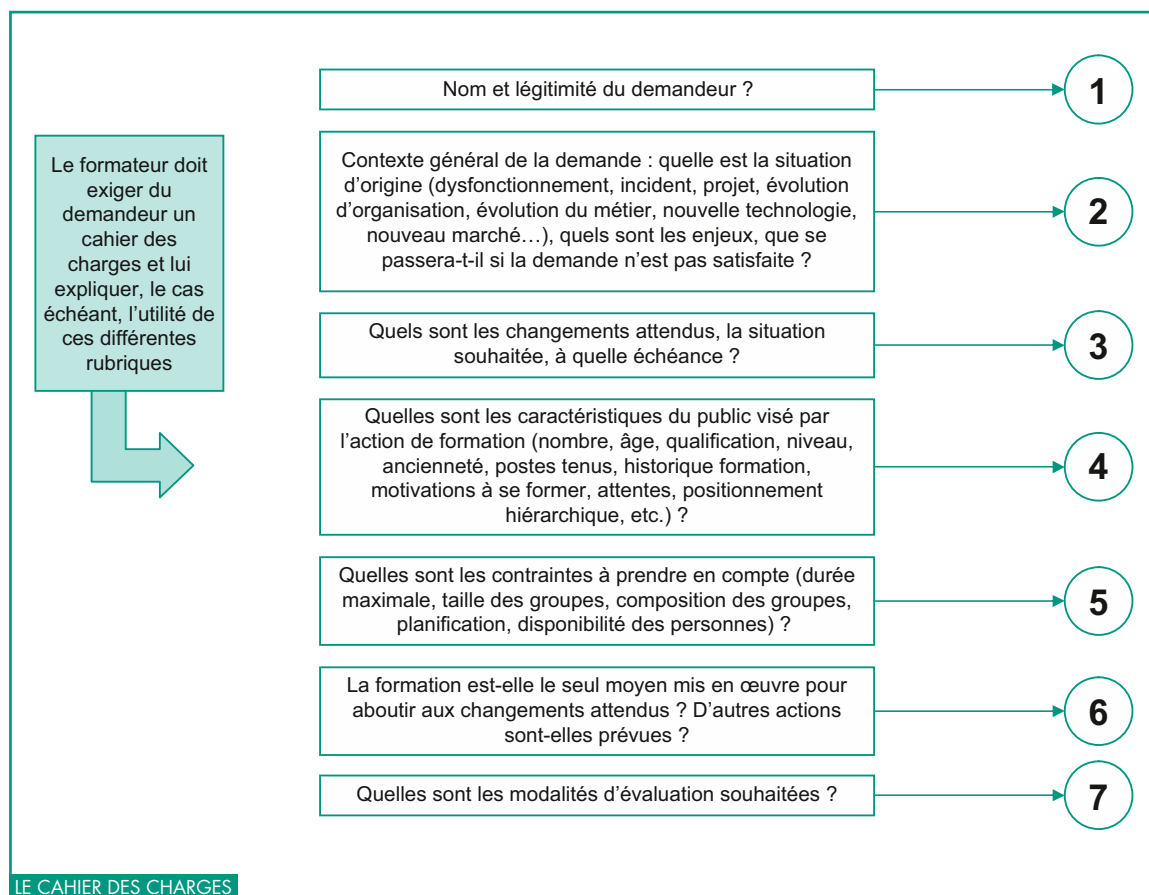 Le formateur doit
exiger du
demandeur un
cahier des
charges et lui
expliquer, le cas
échéant, l’utilité de
ces différentes
rubriques
Nom et légitimité du demandeur ?
1
Contexte général de la demande : quelle est la situation
d’origine (dysfonctionnement, incident, projet, évolution
d’organisation, évolution du métier, nouvelle technologie,
nouveau marché…), quels sont les enjeux, que se
passera-t-il si la demande n’est pas satisfaite ?
2
Quels sont les changements attendus, la situation
souhaitée, à quelle échéance ?
3
Quelles sont les caractéristiques du public visé par
l’action de formation (nombre, âge, qualification, niveau,
ancienneté, postes tenus, historique formation,
motivations à se former, attentes, positionnement
hiérarchique, etc.) ?
4
Quelles sont les contraintes à prendre en compte (durée
maximale, taille des groupes, composition des groupes,
planification, disponibilité des personnes) ?
5
La formation est-elle le seul moyen mis en œuvre pour
aboutir aux changements attendus ? D’autres actions
sont-elles prévues ?
6
Quelles sont les modalités d’évaluation souhaitées ?
7
LE CAHIER DES CHARGES